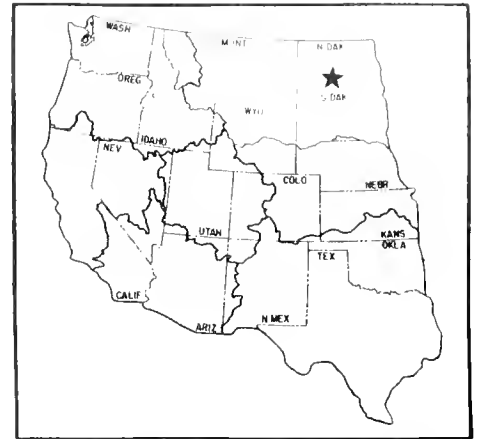 WASH
MONT
N DAK
OREG
S DAK
WYO
IDAHO
NEV
COLO
NEBR
UTAH
KANS
OKLA
TEX
CALIF
ARIZ
N MEX